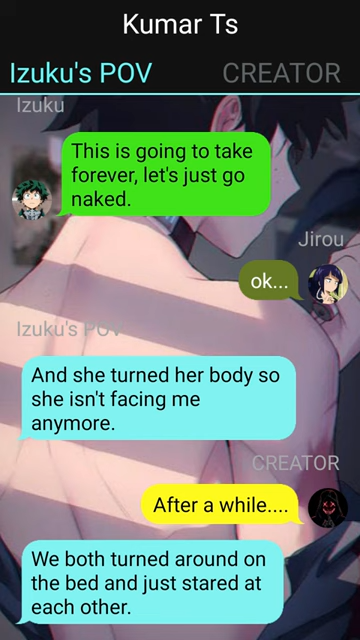 Kumar Ts
Izuku's POV CREATOR
Izuku
This is going to take
forever, let's just go
naked.
Jirou
ok...
Izuku's POV
And she turned her body so
she isn't facing me
anymore.
CREATOR
After a while....
We both turned around on
the bed and just stared at
each other.